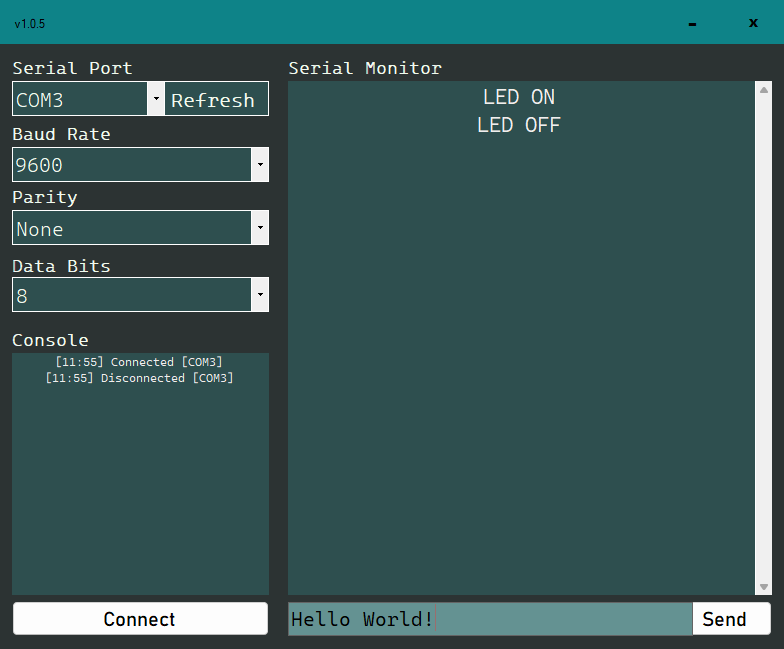 v1.0.5
Serial Port
COM3
Refresh
Baud Rate
9600
Parity
None
Data Bits
8
Console
[11:55] Connected [COM3]
[11:55] Disconnected [COM3]
Connect
Serial Monitor
LED ON
LED OFF
Hello World!
Send